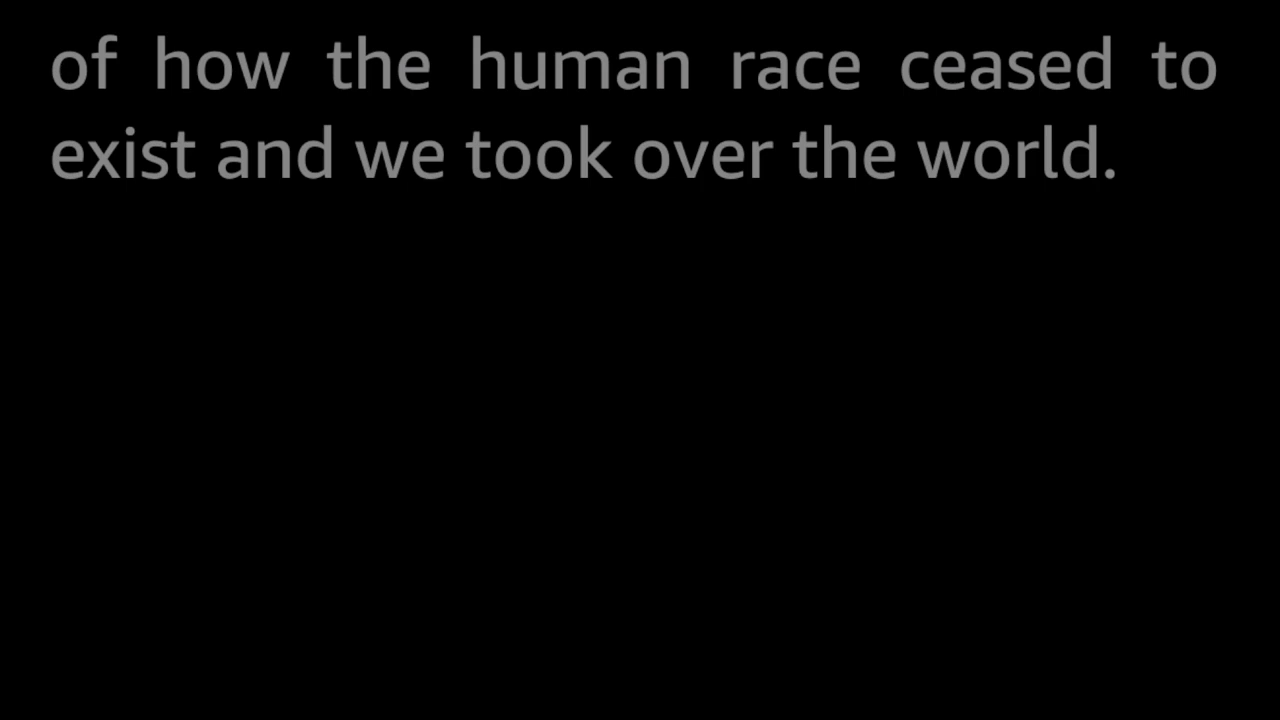 of how the human race ceased to
exist and we took over the world.